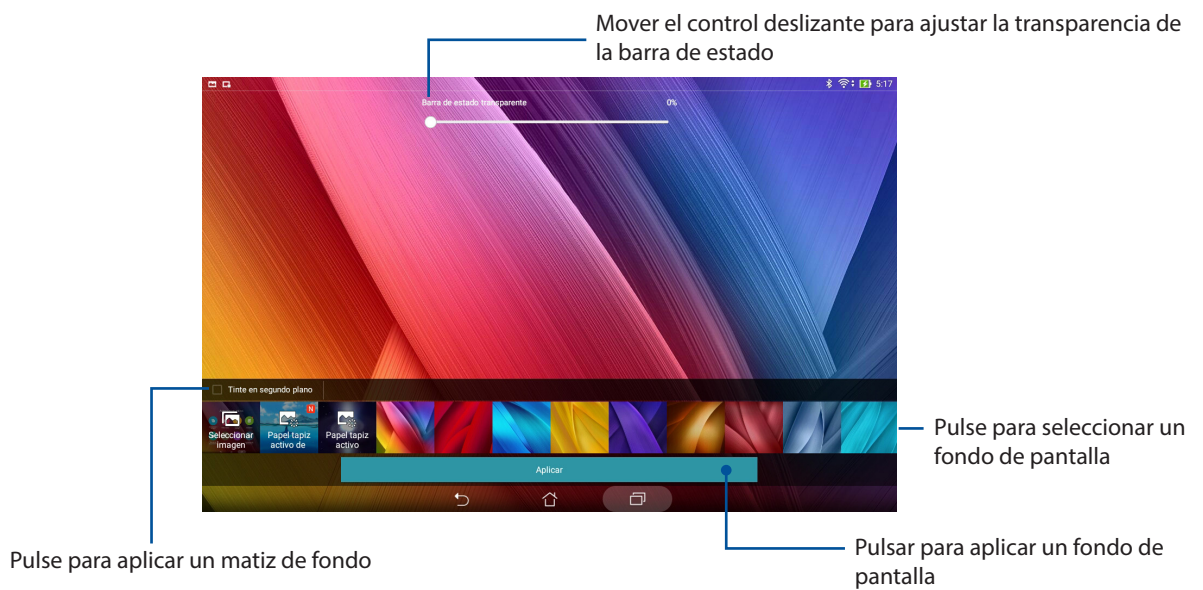 Mover el control deslizante para ajustar la transparencia de
la barra de estado
5:17
Barra de estado transparente 0%
Tinte en segundo plano
N
Seleccionar
imagen
Papel tapiz
activo de
Papel tapiz
activo
Pulse para seleccionar un
fondo de pantalla
Aplicar
Pulse para aplicar un matiz de fondo
Pulsar para aplicar un fondo de
pantalla